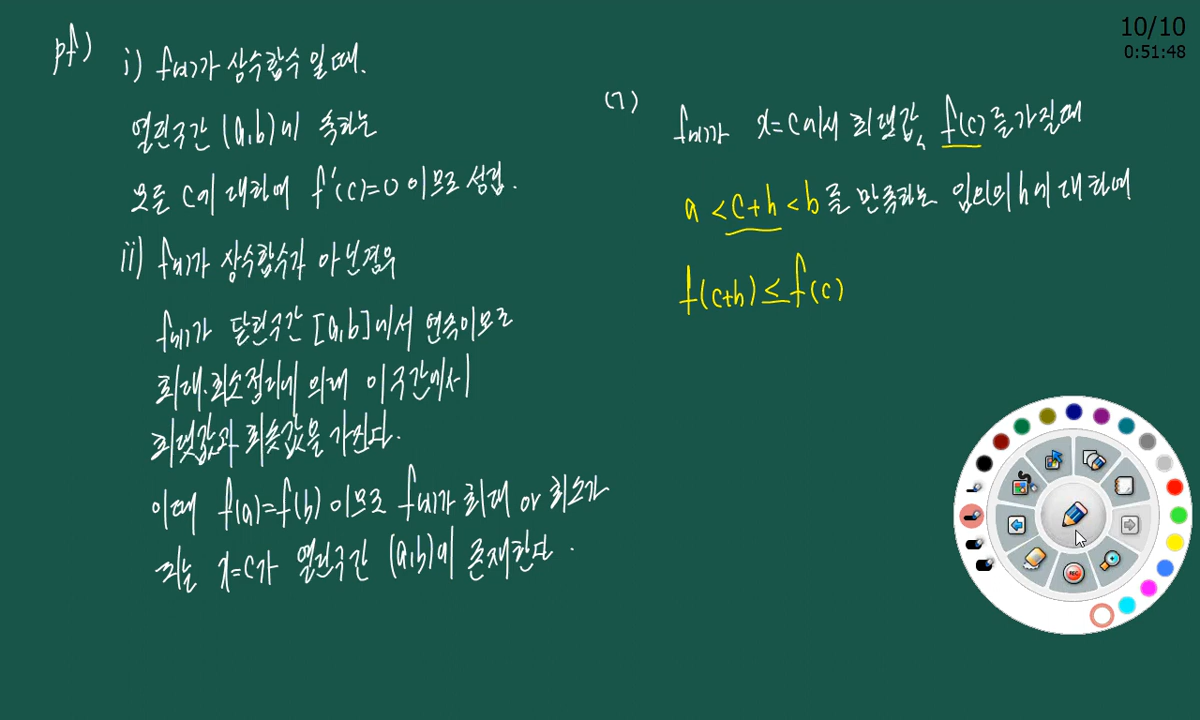 10/10
0:51:48
pf)
i) f(x)가 상수함수 일때.
열린구간 (a,b)에 속하는
모든 c에 대하여 f'(c)=0 이므로 성립.
ii) f(x)가 상수함수가 아닌경우
f(x)가 닫힌구간 [a,b]에서 연속이므로
최대·최소정리에 의해 이 구간에서
최댓값과 최솟값을 가진다.
이때 f(a)=f(b) 이므로 f(x)가 최대 or 최소가
되는 x=c가 열린구간 (a,b)에 존재한다.
(ㄱ) f(x)가 x=c에서 최댓값 f(c)를가질때
a < c+h < b를 만족하는 임의의 h에 대하여
f(c+h) ≤ f(c)
REC